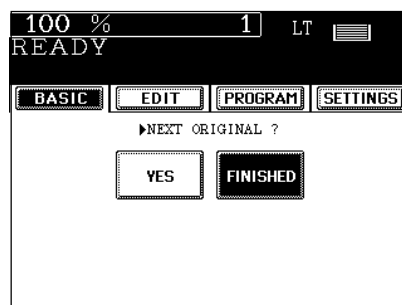 100 % 1 LT
READY
BASIC EDIT PROGRAM SETTINGS
▶NEXT ORIGINAL ?
YES FINISHED